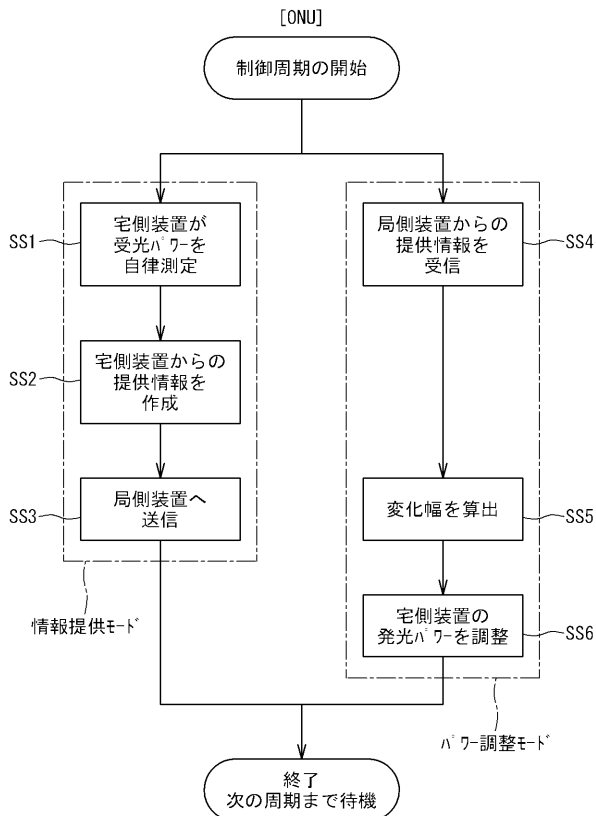 [ONU]
制御周期の開始
SS1
宅側装置が
受光ﾊﾟﾜｰを
自律測定
SS2
宅側装置からの
提供情報を
作成
SS3
局側装置へ
送信
情報提供ﾓｰﾄﾞ
局側装置からの
提供情報を
受信
SS4
変化幅を算出
SS5
宅側装置の
発光ﾊﾟﾜｰを調整
SS6
ﾊﾟﾜｰ調整ﾓｰﾄﾞ
終了
次の周期まで待機